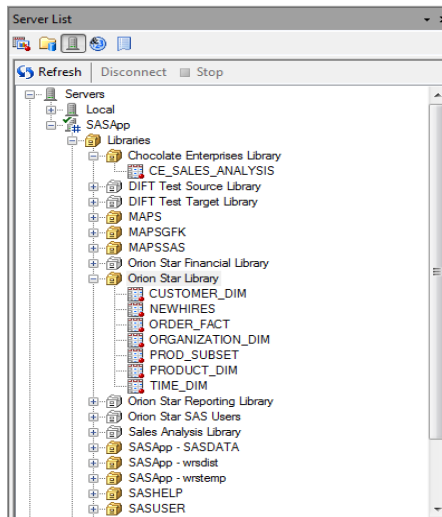 Server List
Refresh Disconnect Stop
Servers
Local
SASApp
Libraries
Chocolate Enterprises Library
CE_SALES_ANALYSIS
DIFT Test Source Library
DIFT Test Target Library
MAPS
MAPSGFK
MAPSSAS
Orion Star Financial Library
Orion Star Library
CUSTOMER_DIM
NEWHIRES
ORDER_FACT
ORGANIZATION_DIM
PROD_SUBSET
PRODUCT_DIM
TIME_DIM
Orion Star Reporting Library
Orion Star SAS Users
Sales Analysis Library
SASApp - SASDATA
SASApp - wrsdist
SASApp - wrstemp
SASHELP
SASUSER